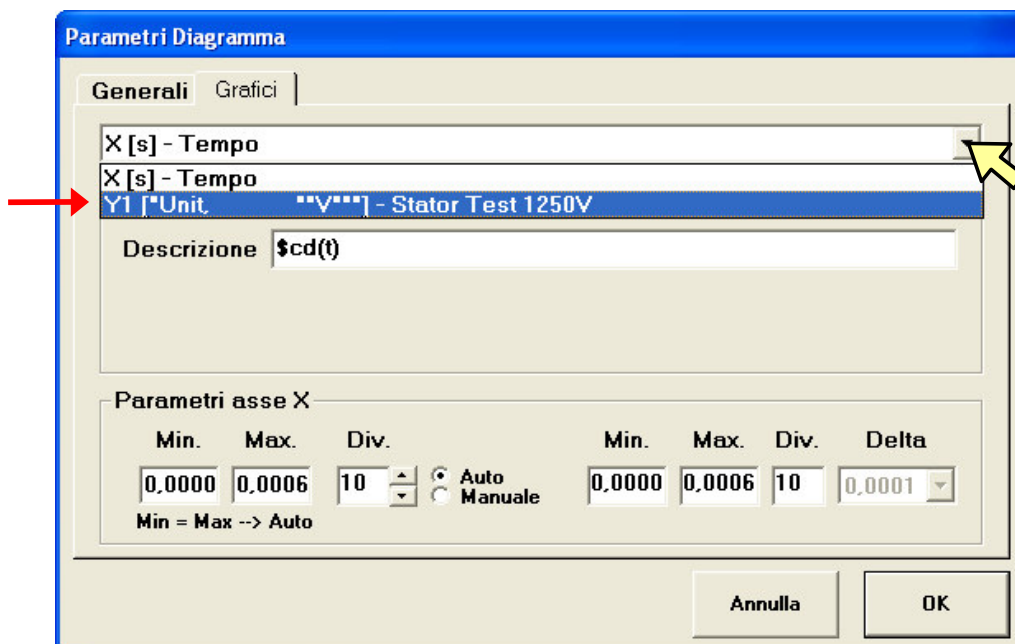 Parametri Diagramma
Generali Grafici
X [s] - Tempo
X [s] - Tempo
Y1 ["Unit, ""V"""] - Stator Test 1250V
Descrizione $cd(t)
Parametri asse X
Min. Max. Div. Min. Max. Div. Delta
0,0000 0,0006 10 Auto 0,0000 0,0006 10 0,0001
Manuale
Min = Max --> Auto
Annulla OK